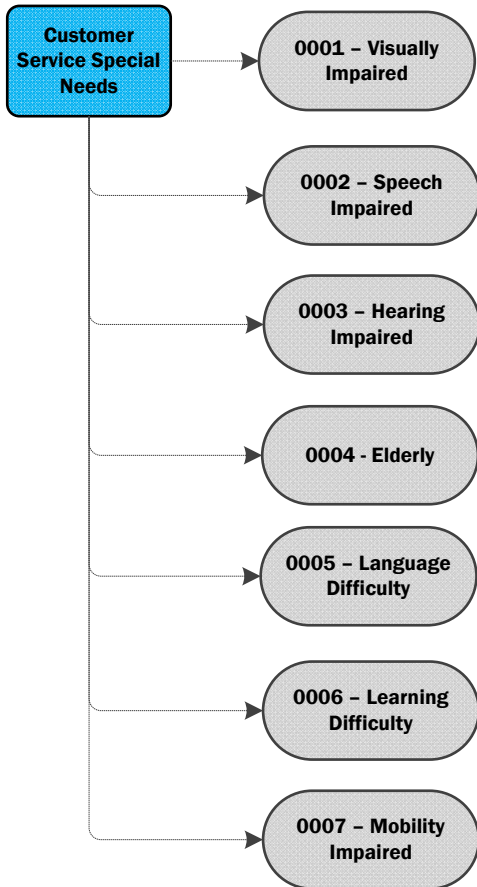 Customer
Service Special
Needs
0001 – Visually
Impaired
0002 – Speech
Impaired
0003 – Hearing
Impaired
0004 - Elderly
0005 – Language
Difficulty
0006 – Learning
Difficulty
0007 – Mobility
Impaired